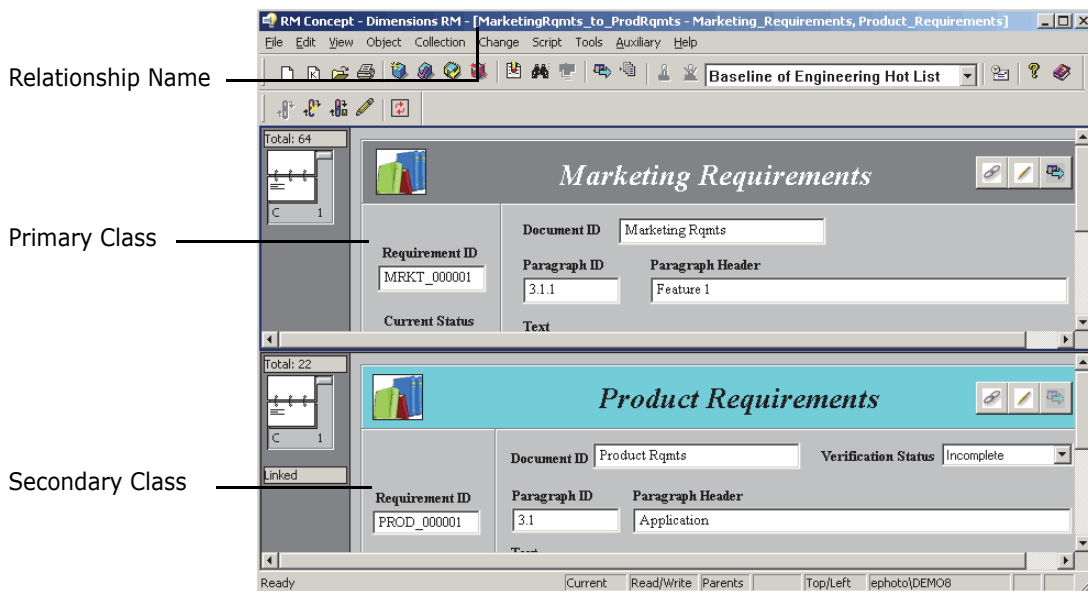 RM Concept - Dimensions RM - [MarketingRqmts_to_ProdRqmts - Marketing_Requirements, Product_Requirements]
File Edit View Object Collection Change Script Tools Auxiliary Help
Relationship Name
Baseline of Engineering Hot List
Total: 64
Marketing Requirements
C 1
Primary Class
Document ID Marketing Rqmts
Requirement ID
MRKT_000001
Paragraph ID Paragraph Header
3.1.1 Feature 1
Current Status
Text
Total: 22
Product Requirements
C 1
Linked
Document ID Product Rqmts Verification Status Incomplete
Secondary Class
Requirement ID
PROD_000001
Paragraph ID Paragraph Header
3.1 Application
Text
Ready Current Read/Write Parents Top/Left ephoto\DEMO8